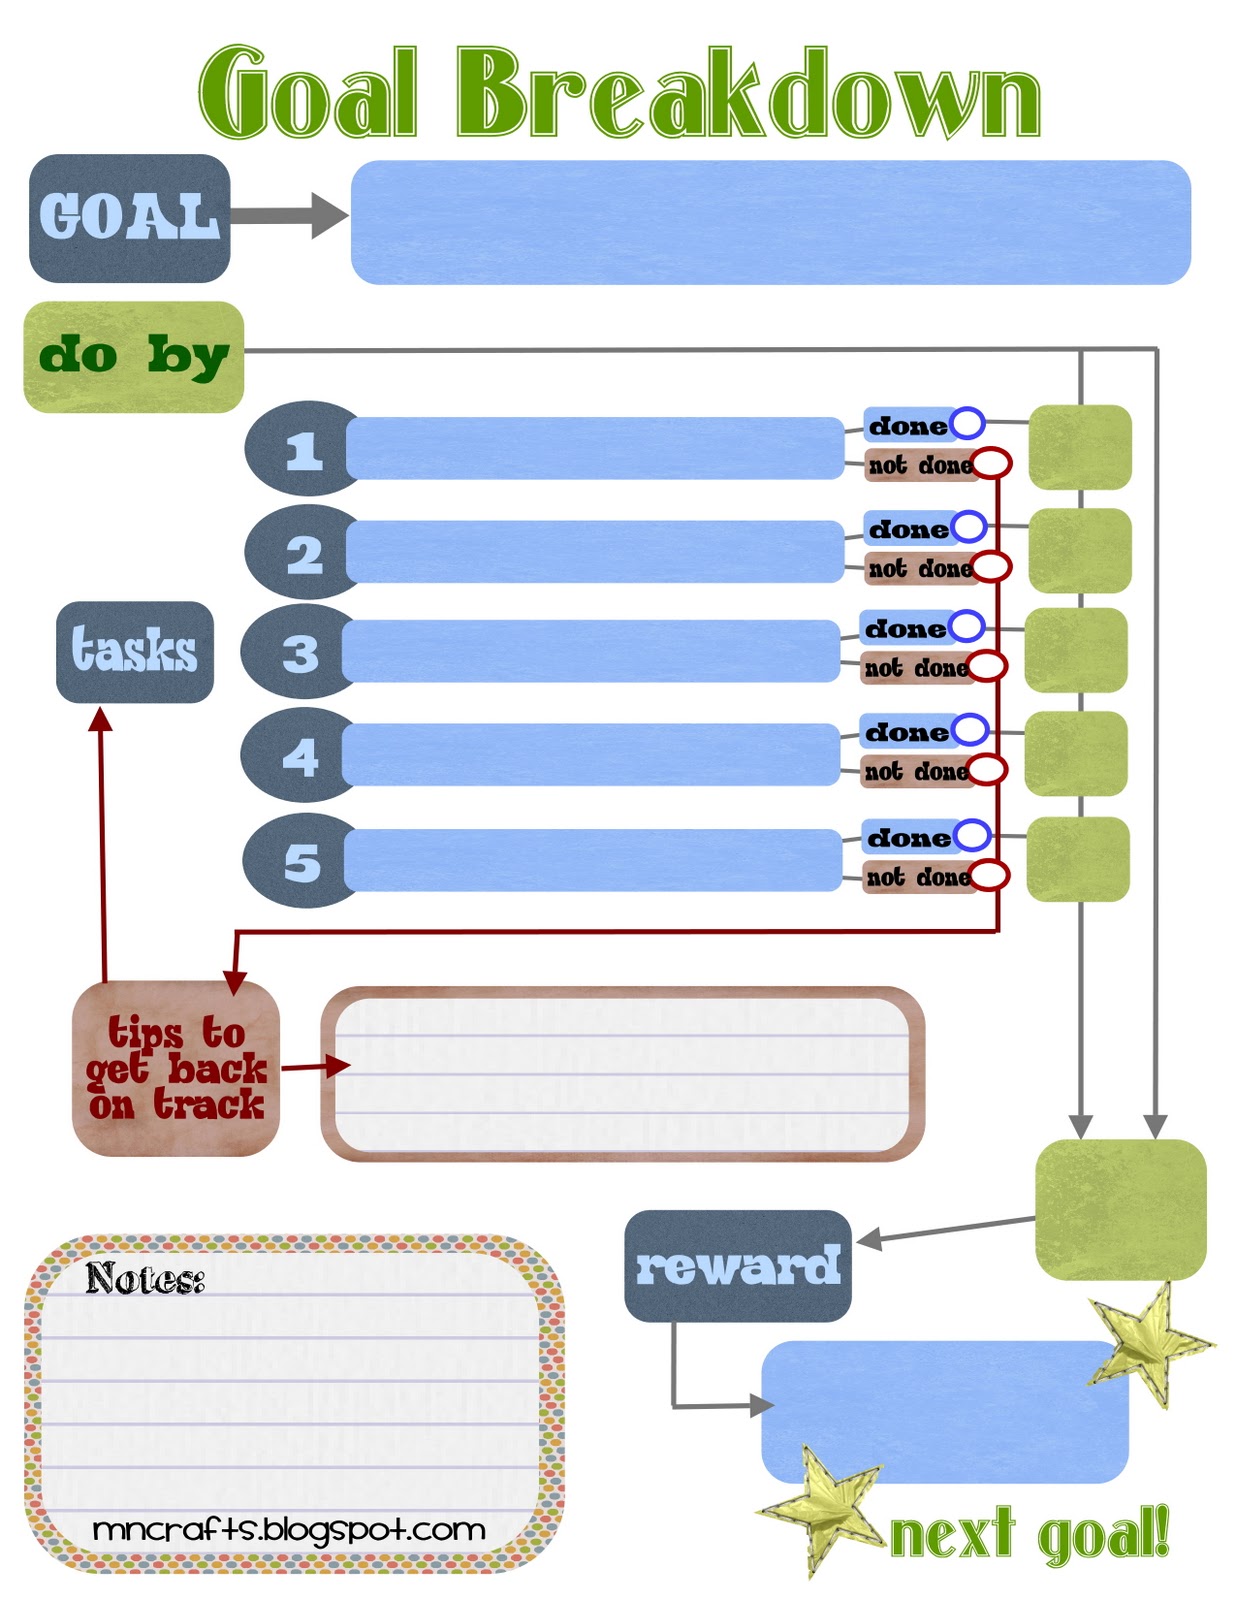 Goal Breakdown
GOAL
do by
1
done
not done
2
done
not done
tasks
3
done
not done
4
done
not done
5
done
not done
tips to
get back
on track
reward
Notes:
mncrafts.blogspot.com
next goal!